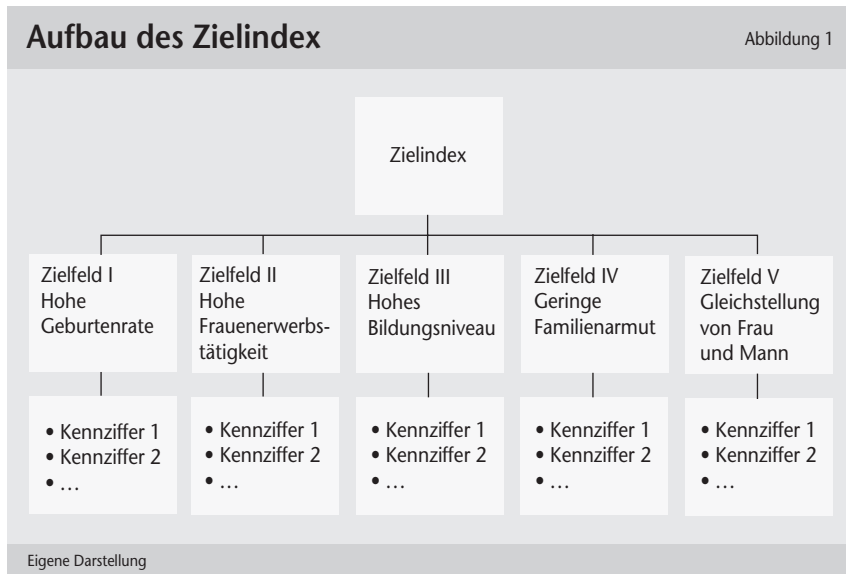 Aufbau des Zielindex
Abbildung 1
Zielindex
Zielfeld I
Hohe
Geburtenrate
Zielfeld II
Hohe
Frauenerwerbs-
tätigkeit
Zielfeld III
Hohes
Bildungsniveau
Zielfeld IV
Geringe
Familienarmut
Zielfeld V
Gleichstellung
von Frau
und Mann
• Kennziffer 1
• Kennziffer 2
• …
• Kennziffer 1
• Kennziffer 2
• …
• Kennziffer 1
• Kennziffer 2
• …
• Kennziffer 1
• Kennziffer 2
• …
• Kennziffer 1
• Kennziffer 2
• …
Eigene Darstellung